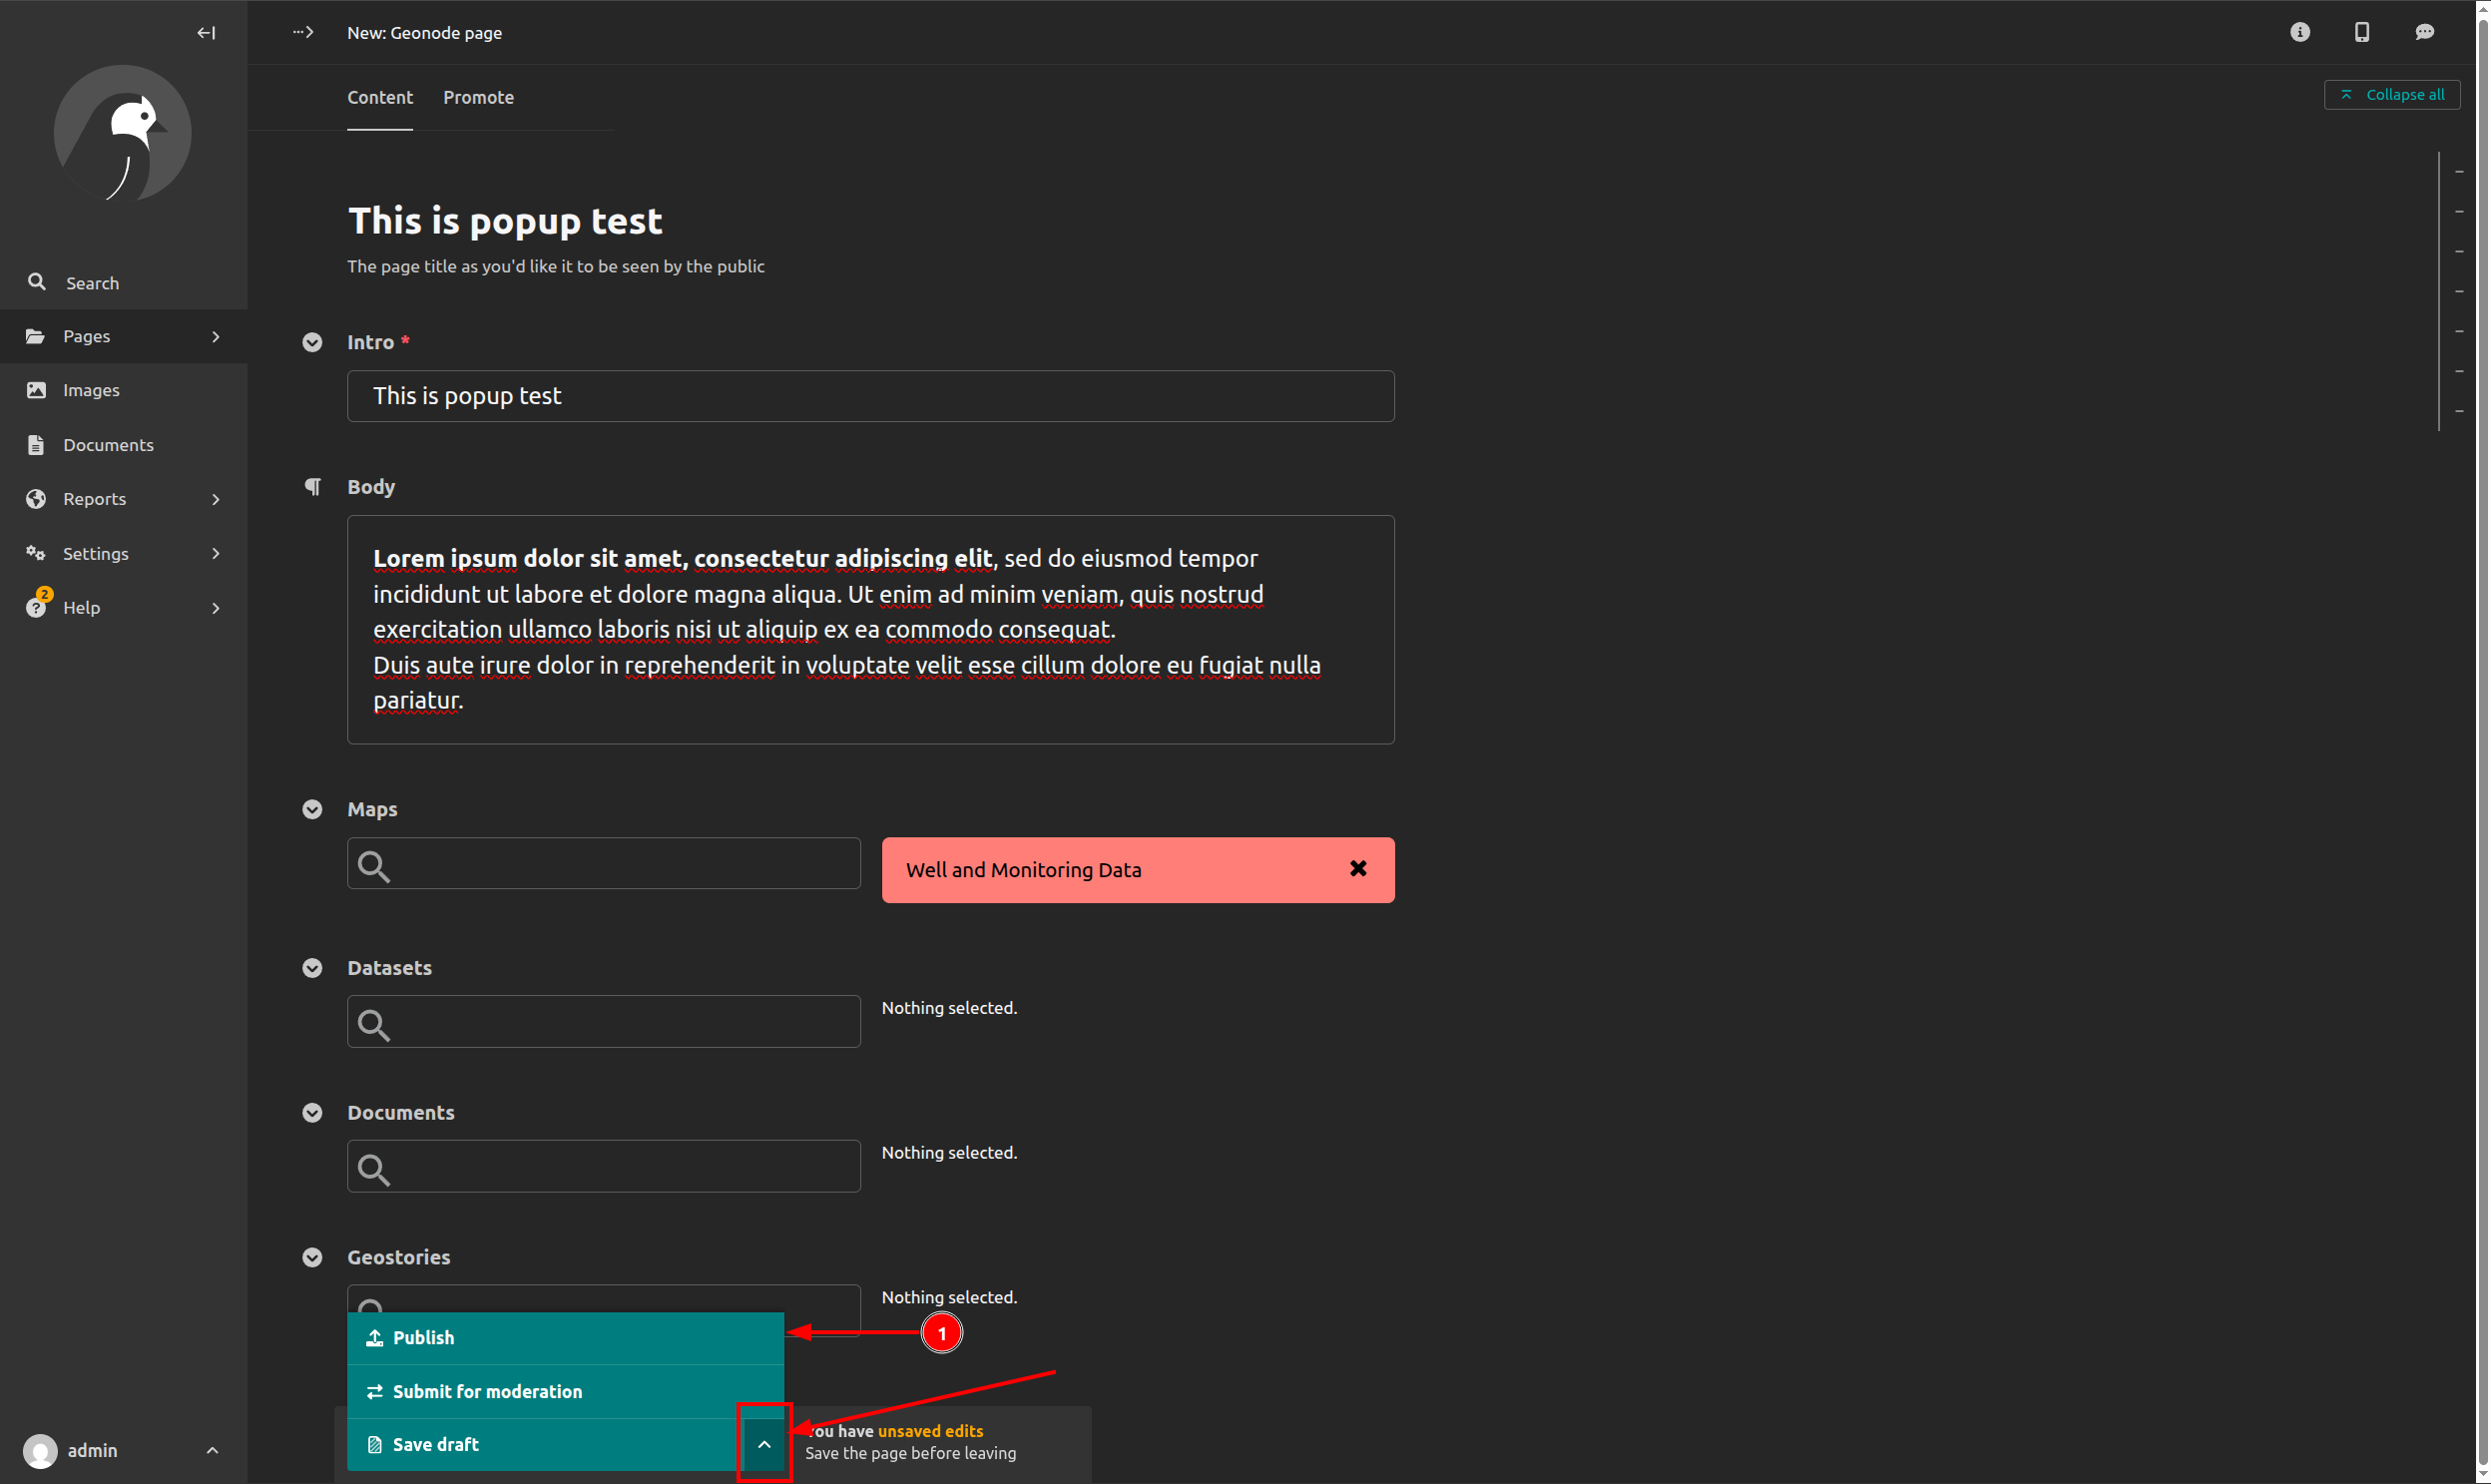 New: Geonode page
Content
Promote
Collapse all
Search
Pages
Images
Documents
Reports
Settings
2
Help
This is popup test
The page title as you'd like it to be seen by the public
Intro *
This is popup test
Body
Lorem ipsum dolor sit amet, consectetur adipiscing elit, sed do eiusmod tempor
incididunt ut labore et dolore magna aliqua. Ut enim ad minim veniam, quis nostrud
exercitation ullamco laboris nisi ut aliquip ex ea commodo consequat.
Duis aute irure dolor in reprehenderit in voluptate velit esse cillum dolore eu fugiat nulla
pariatur.
Maps
Well and Monitoring Data
Datasets
Nothing selected.
Documents
Nothing selected.
Geostories
Nothing selected.
Publish
1
Submit for moderation
Save draft
You have unsaved edits
Save the page before leaving
admin